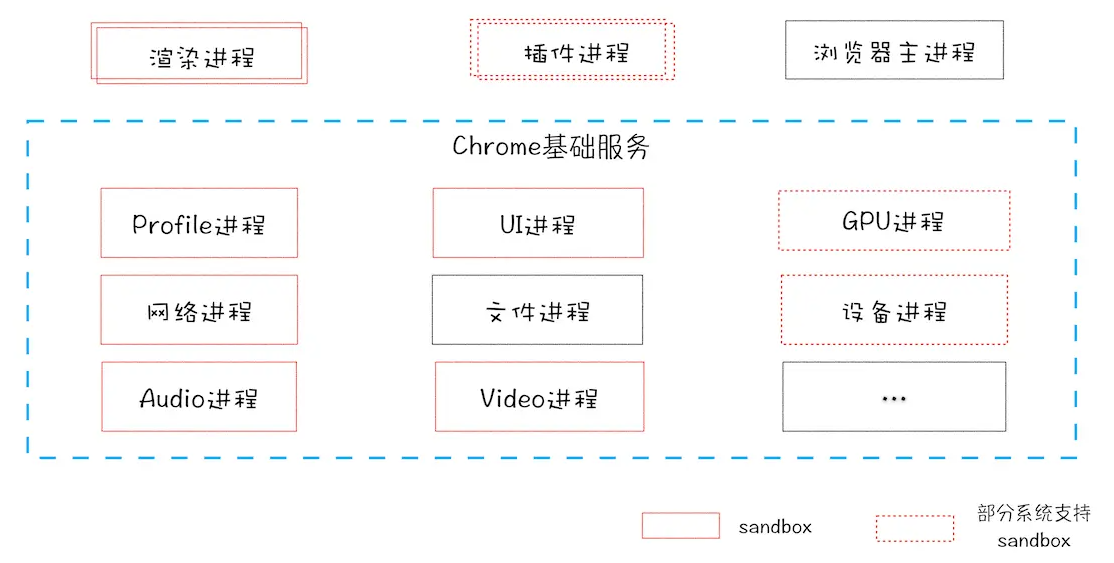 渲染进程
插件进程
浏览器主进程
Chrome基础服务
Profile进程
UI进程
GPU进程
网络进程
文件进程
设备进程
Audio进程
Video进程
...
sandbox
部分系统支持
sandbox